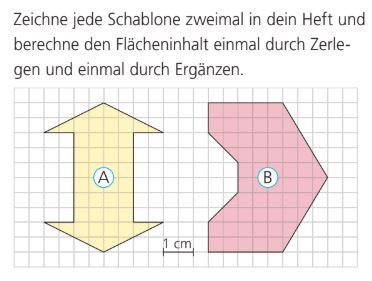 Zeichne jede Schablone zweimal in dein Heft und
berechne den Flächeninhalt einmal durch Zerle-
gen und einmal durch Ergänzen.
A
B
1 cm